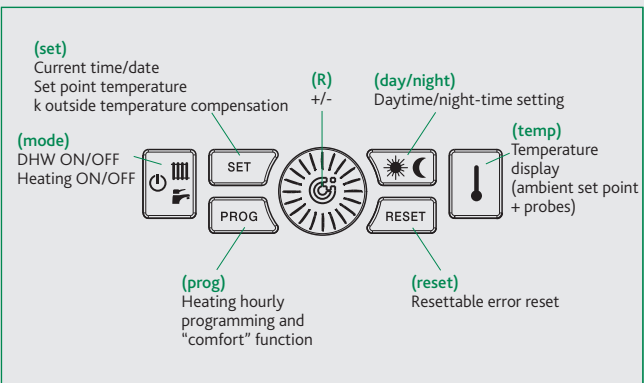 (set)
Current time/date
Set point temperature
k outside temperature compensation
(R)
+/-
(day/night)
Daytime/night-time setting
(mode)
DHW ON/OFF
Heating ON/OFF
(temp)
Temperature
display
(ambient set point
+ probes)
SET
PROG
RESET
(prog)
Heating hourly
programming and
“comfort” function
(reset)
Resettable error reset